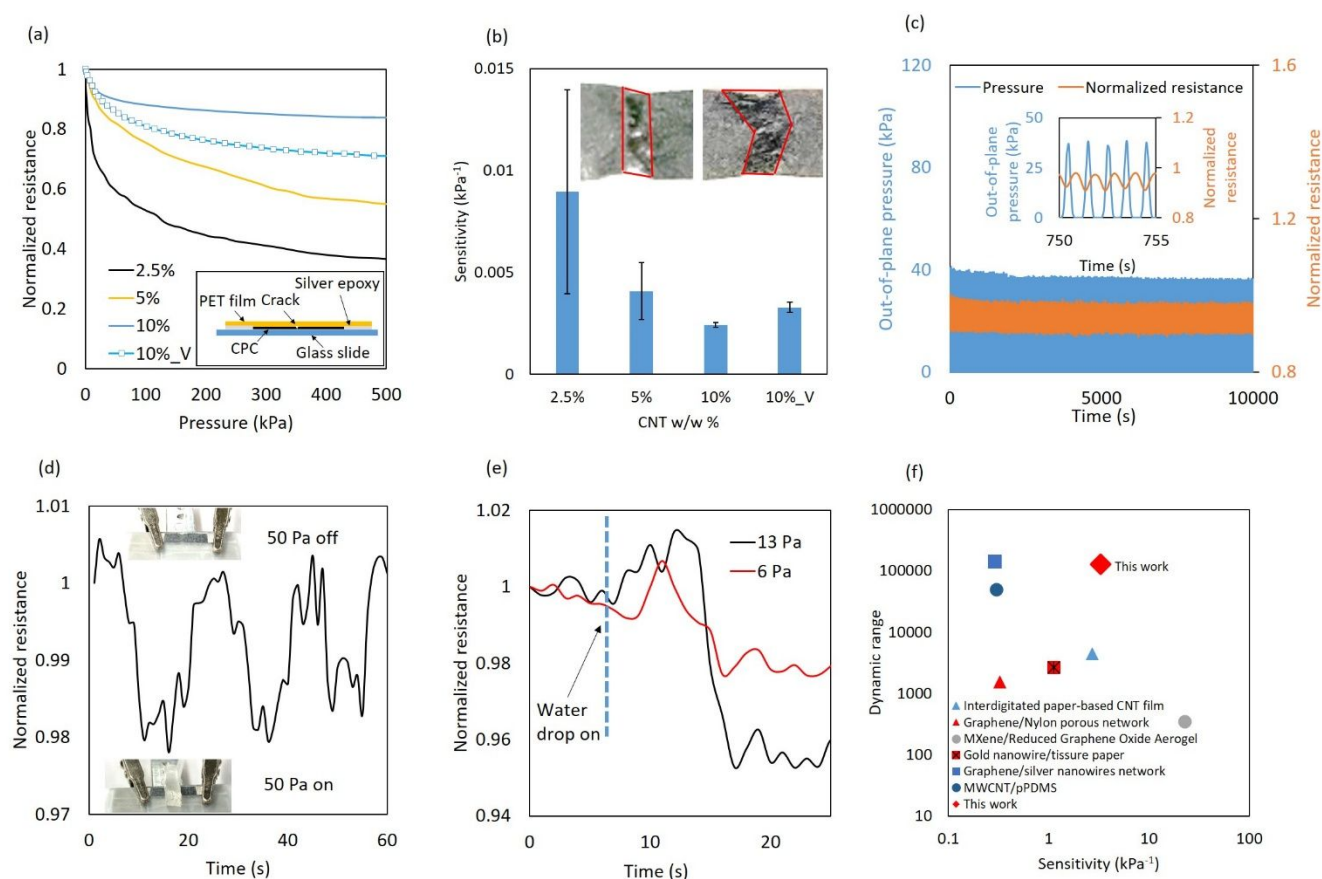 (a)
Normalized resistance
1
0.8
0.6
0.4
0.2
0
2.5%
5%
10%
10%_V
PET film
Crack
Silver epoxy
CPC
Glass slide
0 100 200 300 400 500
Pressure (kPa)
(b)
Sensitivity (kPa-1)
0.015
0.01
0.005
0
2.5% 5% 10% 10%_V
CNT w/w %
(c)
Out-of-plane pressure (kPa)
120
80
40
0
Pressure
Normalized resistance
Out-of-plane
pressure (kPa)
50
25
0
1.2
1
0.8
Normalized
resistance
750 755
Time (s)
1.6
1.2
0.8
Normalized resistance
0 5000 10000
Time (s)
(d)
Normalized resistance
1.01
1
0.99
0.98
0.97
50 Pa off
50 Pa on
0 20 40 60
Time (s)
(e)
Normalized resistance
1.02
1
0.98
0.96
0.94
13 Pa
6 Pa
Water
drop on
0 10 20
Time (s)
(f)
Dynamic range
1000000
100000
10000
1000
100
10
This work
Interdigitated paper-based CNT film
Graphene/Nylon porous network
MXene/Reduced Graphene Oxide Aerogel
Gold nanowire/tissure paper
Graphene/silver nanowires network
MWCNT/pPDMS
This work
0.1 1 10 100
Sensitivity (kPa-1)